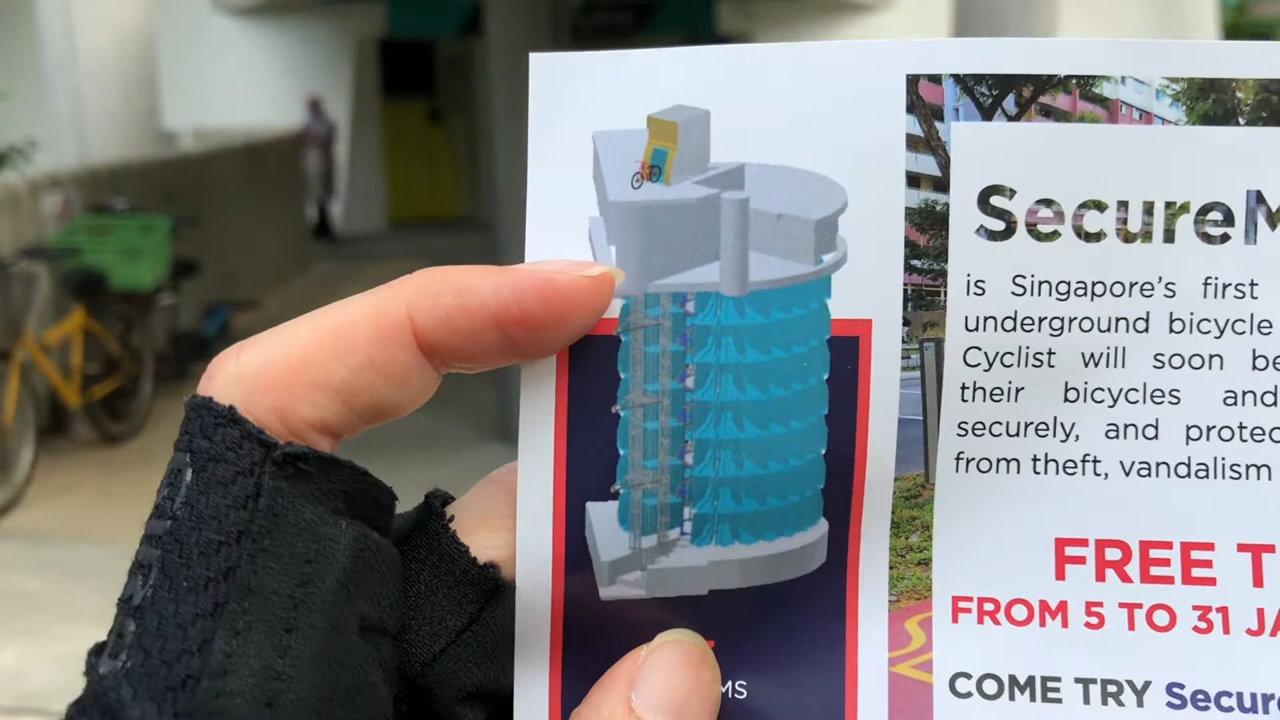 SecureM
is Singapore's first
underground bicycle
Cyclist will soon be
their bicycles and
securely, and protec
from theft, vandalism
FREE T
FROM 5 TO 31 JA
COME TRY Secur
MS